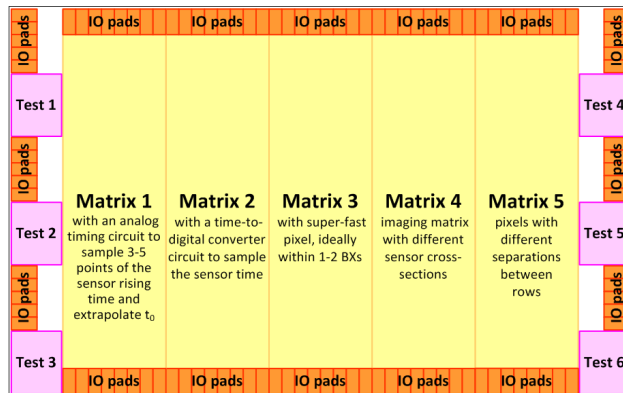 IO pads IO pads IO pads IO pads IO pads
IO pads
Test 1
IO pads
Test 2
IO pads
Test 3
Matrix 1
with an analog
timing circuit to
sample 3-5
points of the
sensor rising
time and
extrapolate t₀
Matrix 2
with a time-to-
digital converter
circuit to sample
the sensor time
Matrix 3
with super-fast
pixel, ideally
within 1-2 BXs
Matrix 4
imaging matrix
with different
sensor cross-
sections
Matrix 5
pixels with
different
separations
between
rows
IO pads
Test 4
IO pads
Test 5
IO pads
Test 6
IO pads IO pads IO pads IO pads IO pads